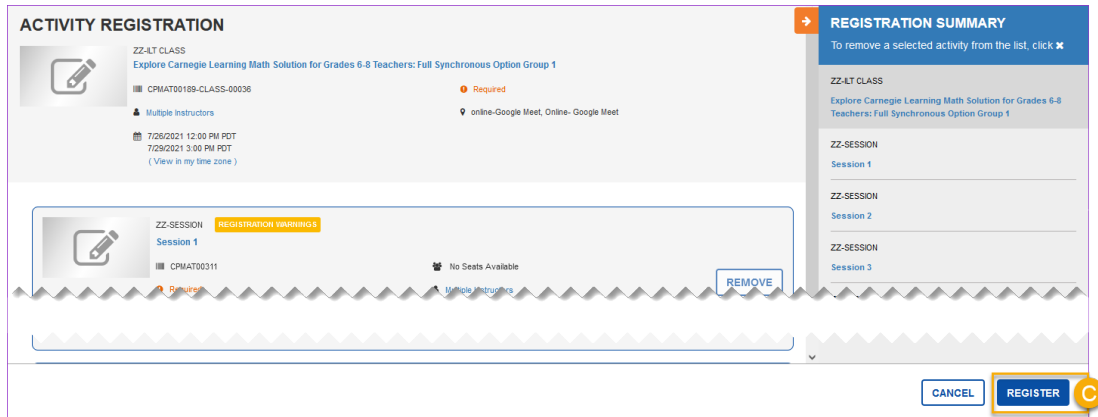 ACTIVITY REGISTRATION
ZZ-ILT CLASS
Explore Carnegie Learning Math Solution for Grades 6-8 Teachers: Full Synchronous Option Group 1
CPMAT00189-CLASS-00036
Required
Multiple Instructors
online-Google Meet, Online- Google Meet
7/26/2021 12:00 PM PDT
7/29/2021 3:00 PM PDT
( View in my time zone )
ZZ-SESSION REGISTRATION WARNINGS
Session 1
CPMAT00311
No Seats Available
Required
Multiple Instructors
REMOVE
REGISTRATION SUMMARY
To remove a selected activity from the list, click ✖
ZZ-ILT CLASS
Explore Carnegie Learning Math Solution for Grades 6-8
Teachers: Full Synchronous Option Group 1
ZZ-SESSION
Session 1
ZZ-SESSION
Session 2
ZZ-SESSION
Session 3
CANCEL
REGISTER
C